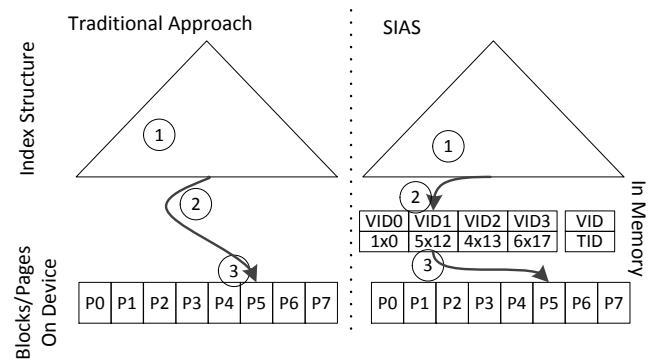 Traditional Approach
SIAS
Index Structure
1
1
2
2
In Memory
VID0 VID1 VID2 VID3 VID
1x0 5x12 4x13 6x17 TID
3
3
Blocks/Pages
On Device
P0 P1 P2 P3 P4 P5 P6 P7
P0 P1 P2 P3 P4 P5 P6 P7